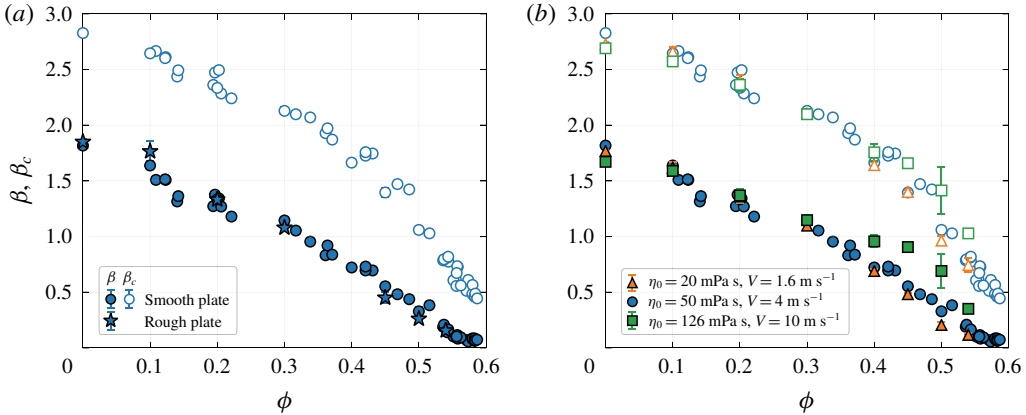 (a)
3.0
2.5
2.0
1.5
1.0
0.5
0
0.1
0.2
0.3
0.4
0.5
0.6
β, β_c
ϕ
β β_c
Smooth plate
Rough plate
(b)
3.0
2.5
2.0
1.5
1.0
0.5
0
0.1
0.2
0.3
0.4
0.5
0.6
ϕ
η₀ = 20 mPa s, V = 1.6 m s⁻¹
η₀ = 50 mPa s, V = 4 m s⁻¹
η₀ = 126 mPa s, V = 10 m s⁻¹